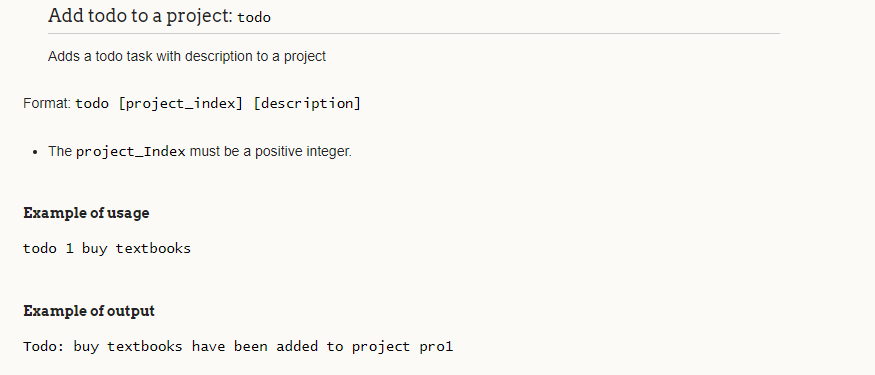 Add todo to a project: todo
Adds a todo task with description to a project
Format: todo [project_index] [description]
• The project_Index must be a positive integer.
Example of usage
todo 1 buy textbooks
Example of output
Todo: buy textbooks have been added to project pro1